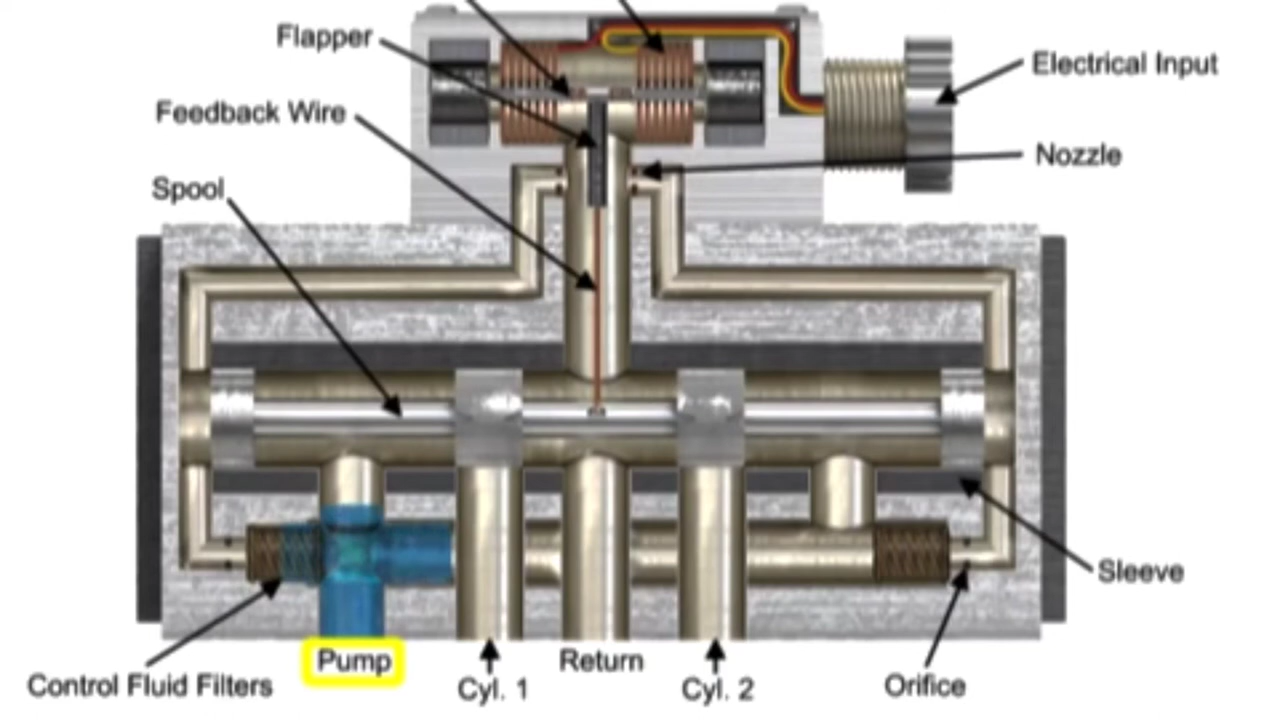 Flapper
Electrical Input
Feedback Wire
Nozzle
Spool
Sleeve
Pump
Return
Control Fluid Filters
Cyl. 1
Cyl. 2
Orifice